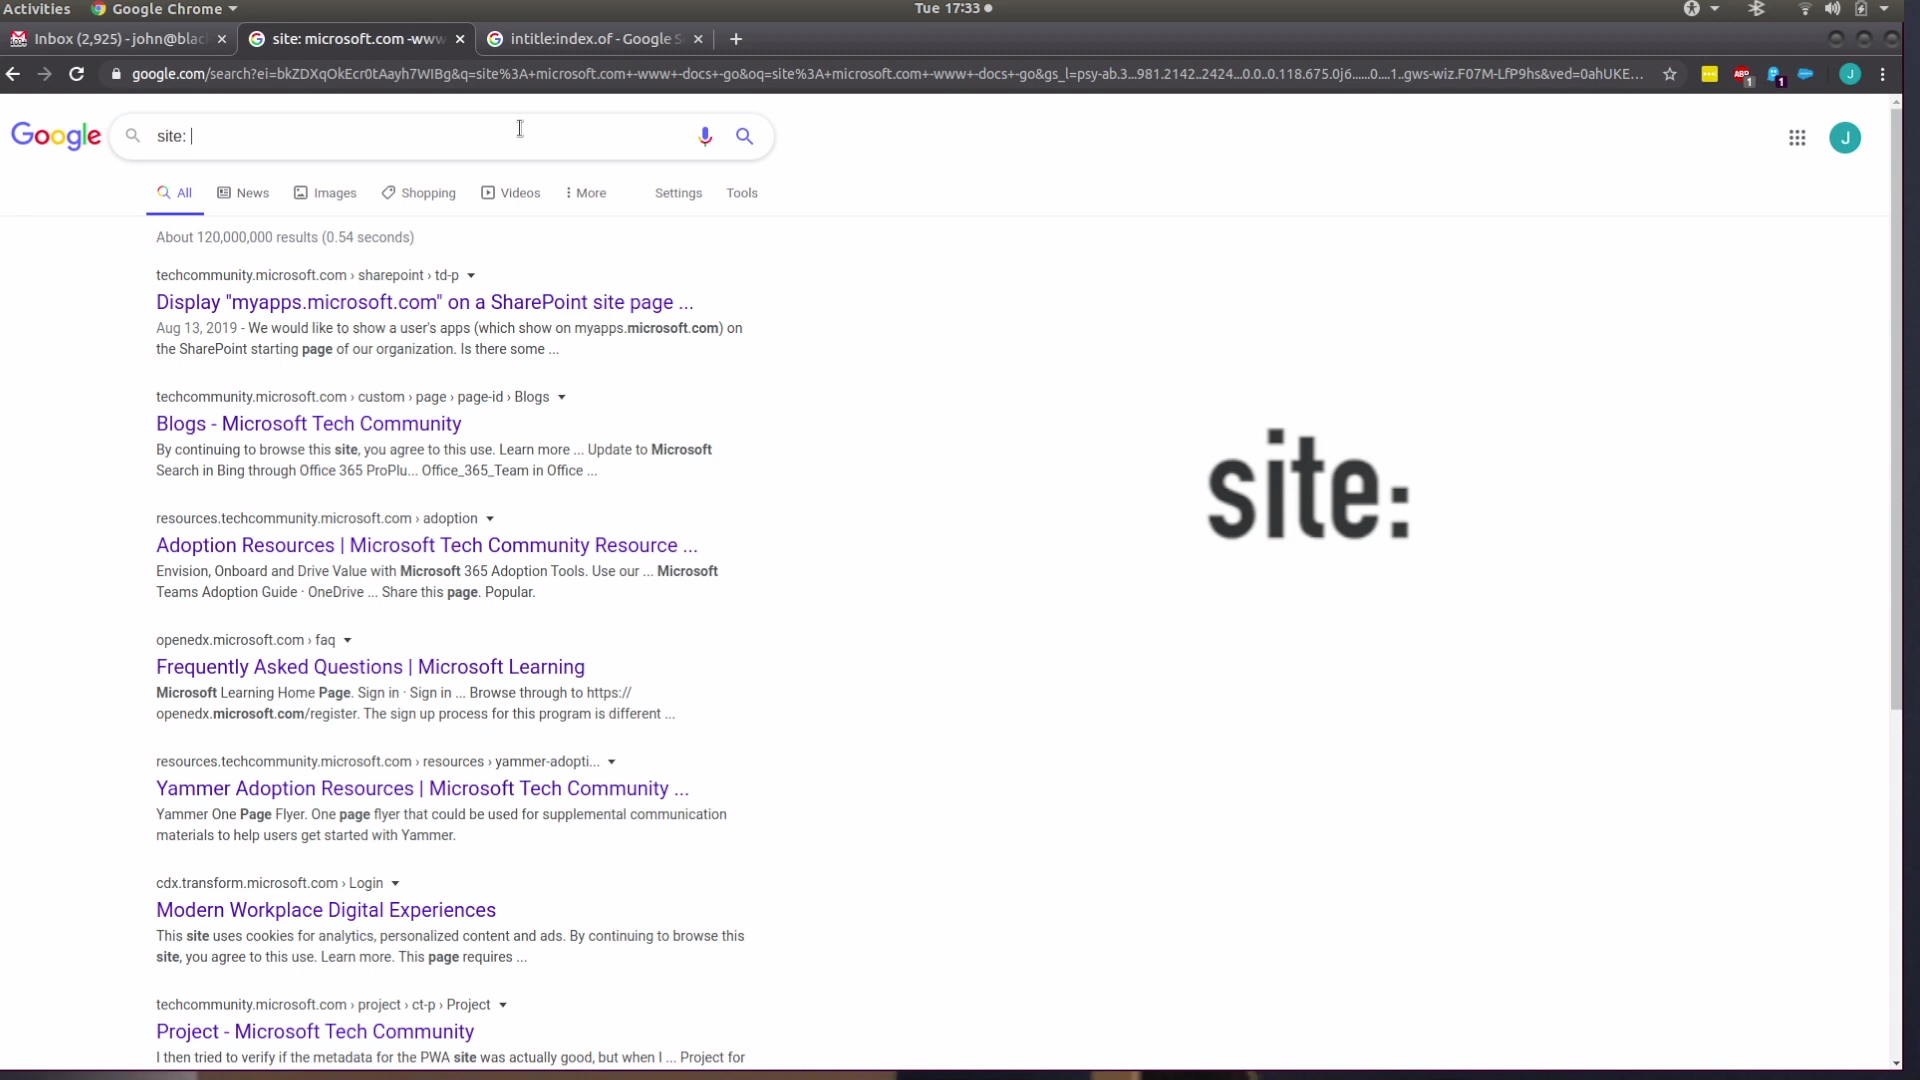 Activities Google Chrome Tue 17:33
Inbox (2,925) - john@blac site: microsoft.com -www intitle:index.of - Google S
google.com/search?ei=bkZDXqOkEcr0tAayh7WIBg&q=site%3A+microsoft.com+-www+-docs+-go&oq=site%3A+microsoft.com+-www+-docs+-go&gs_l=psy-ab.3...981.2142..2424...0.0..0.118.675.0j6......0....1..gws-wiz.F07M-LfP9hs&ved=0ahUKE... ABP 1 1 J
Google site: J
All News Images Shopping Videos More Settings Tools
About 120,000,000 results (0.54 seconds)
techcommunity.microsoft.com › sharepoint › td-p
Display "myapps.microsoft.com" on a SharePoint site page ...
Aug 13, 2019 - We would like to show a user's apps (which show on myapps.microsoft.com) on
the SharePoint starting page of our organization. Is there some ...
techcommunity.microsoft.com › custom › page › page-id › Blogs
Blogs - Microsoft Tech Community
By continuing to browse this site, you agree to this use. Learn more ... Update to Microsoft
Search in Bing through Office 365 ProPlu... Office_365_Team in Office ...
site:
resources.techcommunity.microsoft.com › adoption
Adoption Resources | Microsoft Tech Community Resource ...
Envision, Onboard and Drive Value with Microsoft 365 Adoption Tools. Use our ... Microsoft
Teams Adoption Guide · OneDrive ... Share this page. Popular.
openedx.microsoft.com › faq
Frequently Asked Questions | Microsoft Learning
Microsoft Learning Home Page. Sign in · Sign in ... Browse through to https://
openedx.microsoft.com/register. The sign up process for this program is different ...
resources.techcommunity.microsoft.com › resources › yammer-adopti...
Yammer Adoption Resources | Microsoft Tech Community ...
Yammer One Page Flyer. One page flyer that could be used for supplemental communication
materials to help users get started with Yammer.
cdx.transform.microsoft.com › Login
Modern Workplace Digital Experiences
This site uses cookies for analytics, personalized content and ads. By continuing to browse this
site, you agree to this use. Learn more. This page requires ...
techcommunity.microsoft.com › project › ct-p › Project
Project - Microsoft Tech Community
I then tried to verify if the metadata for the PWA site was actually good, but when I ... Project for